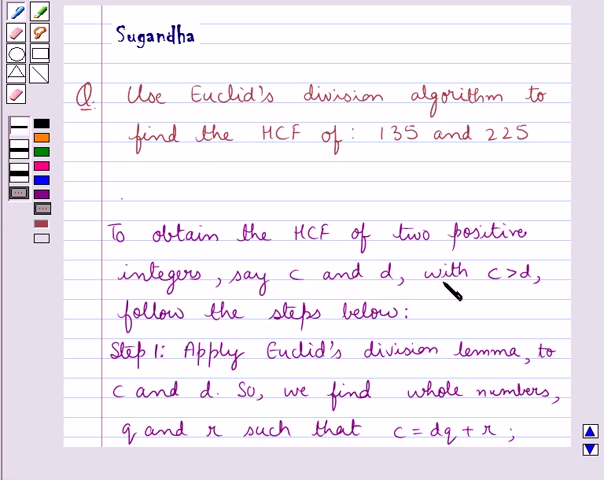 Sugandha
Q. Use Euclid's division algorithm to
find the HCF of: 135 and 225
To obtain the HCF of two positive
integers, say c and d, with c > d,
follow the steps below:
Step 1: Apply Euclid's division lemma, to
c and d. So, we find whole numbers,
q and r such that c = dq + r;